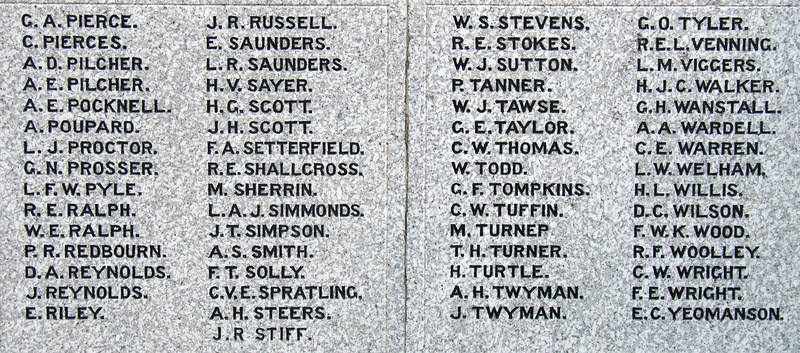 G. A. PIERCE.
C. PIERCES.
A. D. PILCHER.
A. E. PILCHER.
A. E. POCKNELL.
A. POUPARD.
L. J. PROCTOR.
G. N. PROSSER.
L. F. W. PYLE.
R. E. RALPH.
W. E. RALPH.
P. R. REDBOURN.
D. A. REYNOLDS.
J. REYNOLDS.
E. RILEY.
J. R. RUSSELL.
E. SAUNDERS.
L. R. SAUNDERS.
H. V. SAYER.
H. G. SCOTT.
J. H. SCOTT.
F. A. SETTERFIELD.
R. E. SHALLCROSS.
M. SHERRIN.
L. A. J. SIMMONDS.
J. T. SIMPSON.
A. S. SMITH.
F. T. SOLLY.
C. V. E. SPRATLING.
A. H. STEERS.
J. R STIFF.
W. S. STEVENS.
R. E. STOKES.
W. J. SUTTON.
P. TANNER.
W. J. TAWSE.
G. E. TAYLOR.
C. W. THOMAS.
W. TODD.
G. F. TOMPKINS.
C. W. TUFFIN.
M. TURNER
T. H. TURNER.
H. TURTLE.
A. H. TWYMAN.
J. TWYMAN.
G. O. TYLER.
R. E. L. VENNING.
L. M. VIGGERS.
H. J. C. WALKER.
G. H. WANSTALL.
A. A. WARDELL.
C. E. WARREN.
L. W. WELHAM.
H. L. WILLIS.
D. C. WILSON.
F. W. K. WOOD.
R. F. WOOLLEY.
C. W. WRIGHT.
F. E. WRIGHT.
E. C. YEOMANSON.